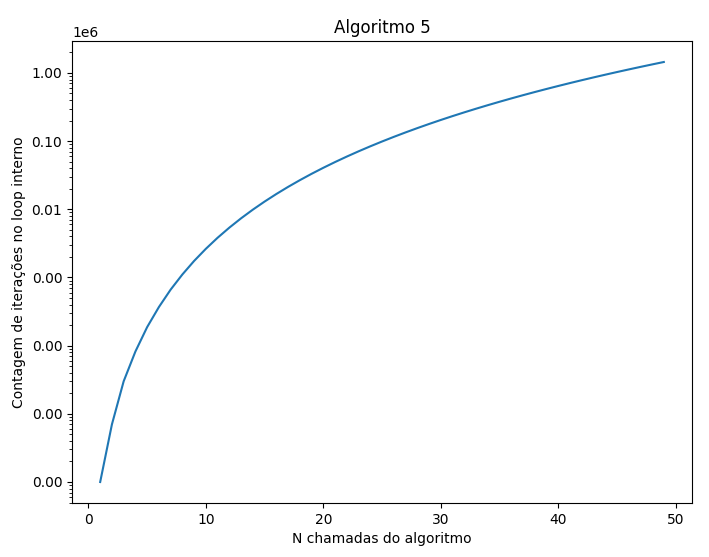 Algoritmo 5
1e6
1.00
0.10
0.01
0.00
0.00
0.00
0.00
Contagem de iterações no loop interno
0 10 20 30 40 50
N chamadas do algoritmo